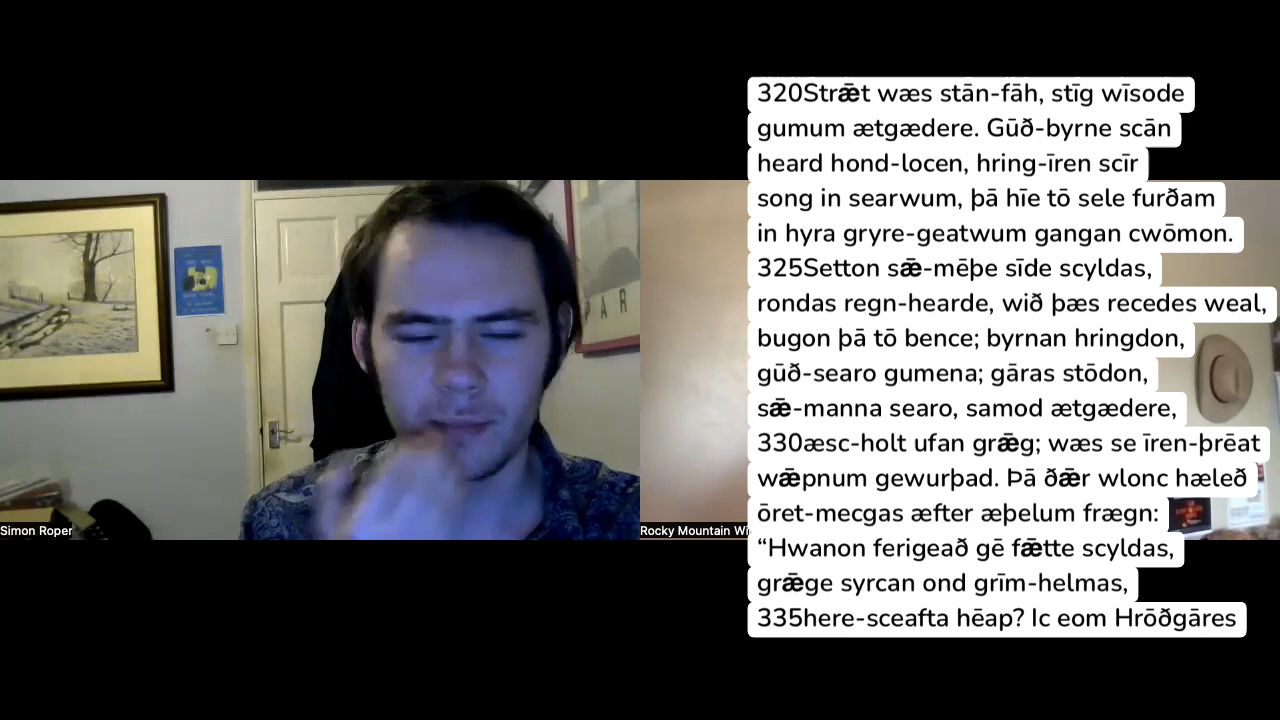 320Strǣt wæs stān-fāh, stīg wīsode
gumum ætgædere. Gūð-byrne scān
heard hond-locen, hring-īren scīr
song in searwum, þā hīe tō sele furðam
in hyra gryre-geatwum gangan cwōmon.
325Setton sǣ-mēþe sīde scyldas,
rondas regn-hearde, wið þæs recedes weal,
bugon þā tō bence; byrnan hringdon,
gūð-searo gumena; gāras stōdon,
sǣ-manna searo, samod ætgædere,
330æsc-holt ufan grǣg; wæs se īren-þrēat
wǣpnum gewurþad. Þā ðǣr wlonc hæleð
ōret-mecgas æfter æþelum frægn:
“Hwanon ferigeað gē fǣtte scyldas,
grǣge syrcan ond grīm-helmas,
335here-sceafta hēap? Ic eom Hrōðgāres
PAR
Simon Roper
Rocky Mountain Wi